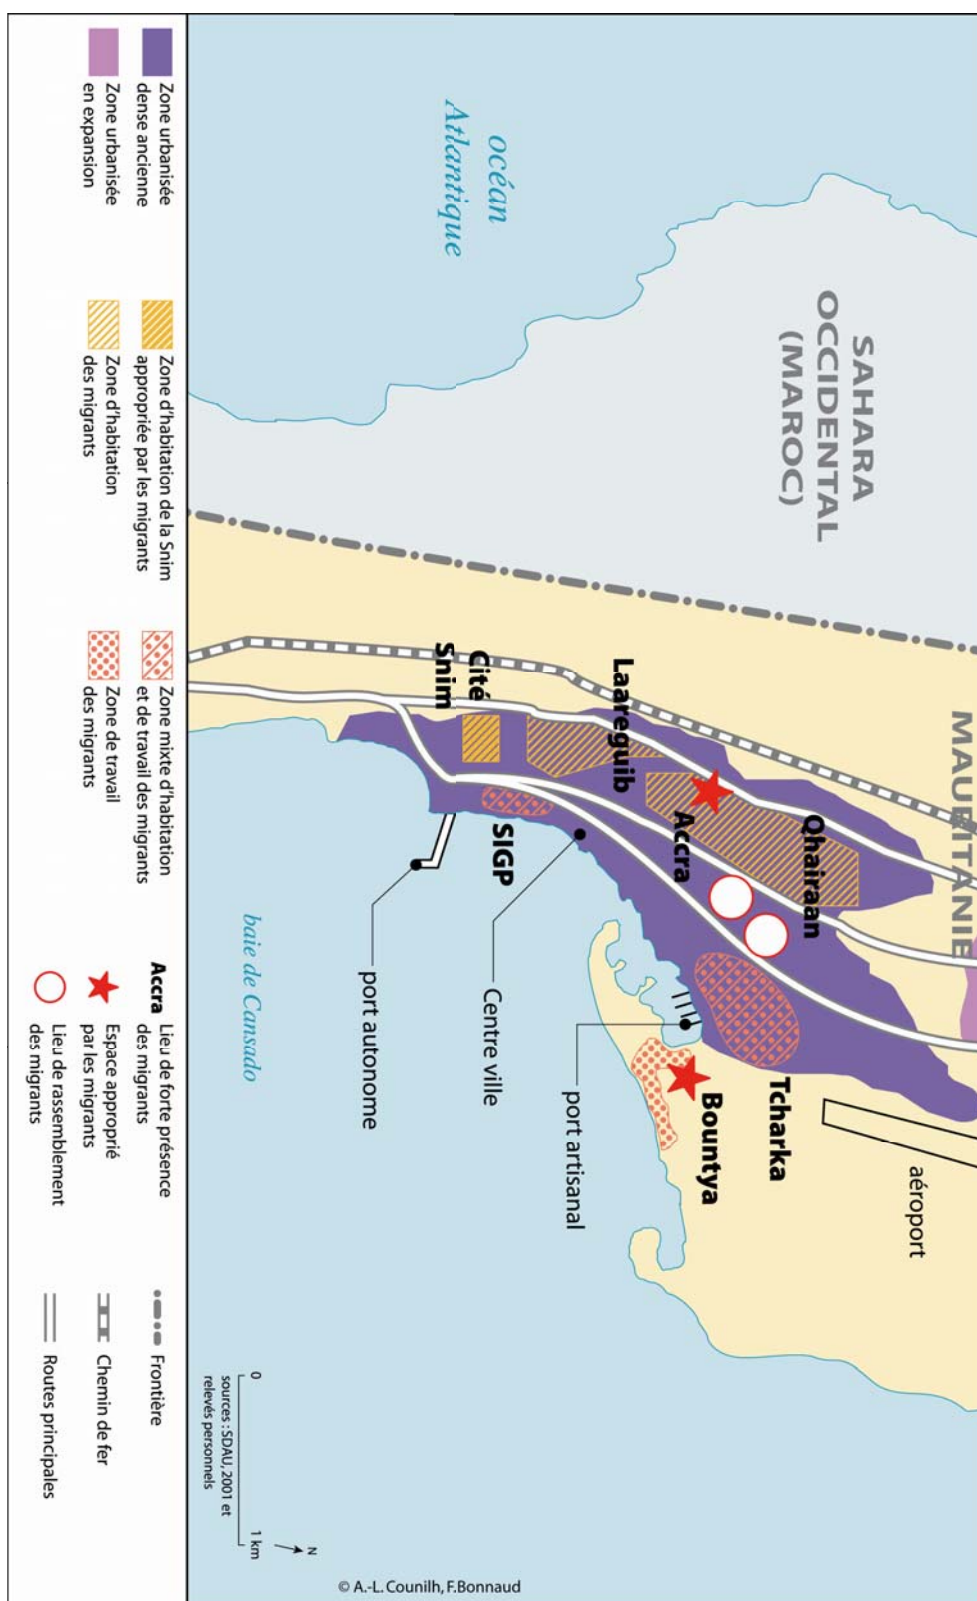 océan
Atlantique
SAHARA
OCCIDENTAL
(MAROC)
MAURITANIE
Laareguib
Cité
Snim
Qhairaan
Accra
SIGP
Tcharka
Bountya
aéroport
port artisanal
Centre ville
port autonome
baie de Cansado
0
1 km
N
sources : SDAU, 2001 et
relevés personnels
Zone urbanisée
dense ancienne
Zone urbanisée
en expansion
Zone d'habitation de la Snim
appropriée par les migrants
Zone d'habitation
des migrants
Zone mixte d'habitation
et de travail des migrants
Zone de travail
des migrants
Accra
Lieu de forte présence
des migrants
Espace approprié
par les migrants
Lieu de rassemblement
des migrants
Frontière
Chemin de fer
Routes principales
© A.-L. Counilh, F.Bonnaud